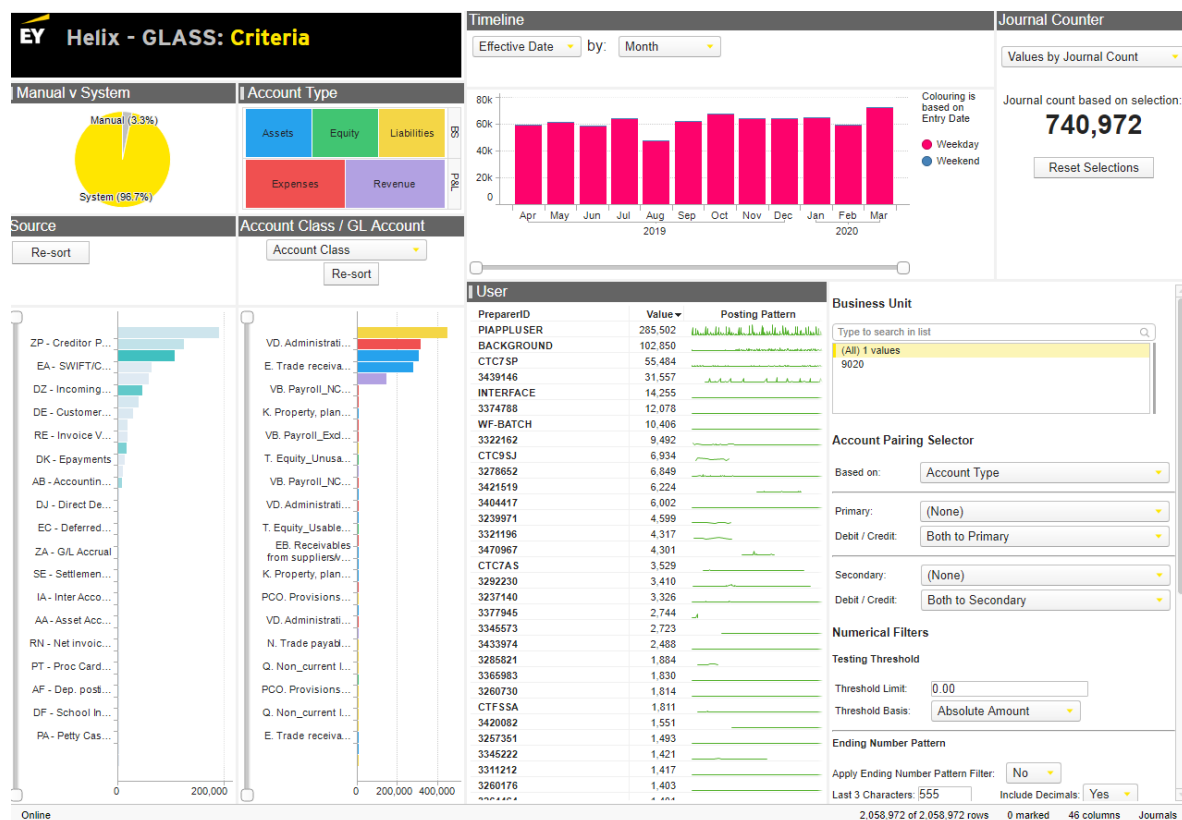 EY Helix - GLASS: Criteria
Timeline
Effective Date by: Month
Journal Counter
Values by Journal Count
Journal count based on selection:
740,972
Reset Selections
Manual v System
Manual (3.3%)
System (96.7%)
Account Type
Assets Equity Liabilities BS
Expenses Revenue P&L
80k
60k
40k
20k
0
Apr May Jun Jul Aug Sep Oct Nov Dec Jan Feb Mar
2019 2020
Colouring is
based on
Entry Date
Weekday
Weekend
Source
Re-sort
Account Class / GL Account
Account Class
Re-sort
ZP - Creditor P...
EA - SWIFT/C...
DZ - Incoming...
DE - Customer...
RE - Invoice V...
DK - Epayments
AB - Accountin...
DJ - Direct De...
EC - Deferred...
ZA - G/L Accrual
SE - Settlemen...
IA - Inter Acco...
AA - Asset Acc...
RN - Net invoic...
PT - Proc Card...
AF - Dep. posti...
DF - School In...
PA - Petty Cas...
0 200,000
VD. Administrati...
E. Trade receiva...
VB. Payroll_NC...
K. Property, plan...
VB. Payroll_Exd...
T. Equity_Unusa...
VB. Payroll_NC...
VD. Administrati...
T. Equity_Usable...
EB. Receivables
from suppliers/v...
K. Property, plan...
PCO. Provisions...
VD. Administrati...
N. Trade payabl...
Q. Non_current l...
PCO. Provisions...
Q. Non_current l...
E. Trade receiva...
0 200,000 400,000
User
PreparerID Value Posting Pattern
PIAPPLUSER 285,502
BACKGROUND 102,850
CTC7SP 55,484
3439146 31,557
INTERFACE 14,255
3374788 12,078
WF-BATCH 10,406
3322162 9,492
CTC9SJ 6,934
3278652 6,849
3421519 6,224
3404417 6,002
3239971 4,599
3321196 4,317
3470967 4,301
CTC7AS 3,529
3292230 3,410
3237140 3,326
3377945 2,744
3345573 2,723
3433974 2,488
3285821 1,884
3365983 1,830
3260730 1,814
CTFSSA 1,811
3420082 1,551
3257351 1,493
3345222 1,421
3311212 1,417
3260176 1,403
Business Unit
Type to search in list
(All) 1 values
9020
Account Pairing Selector
Based on: Account Type
Primary: (None)
Debit / Credit: Both to Primary
Secondary: (None)
Debit / Credit: Both to Secondary
Numerical Filters
Testing Threshold
Threshold Limit: 0.00
Threshold Basis: Absolute Amount
Ending Number Pattern
Apply Ending Number Pattern Filter: No
Last 3 Characters: 555 Include Decimals: Yes
Online 2,058,972 of 2,058,972 rows 0 marked 46 columns Journals